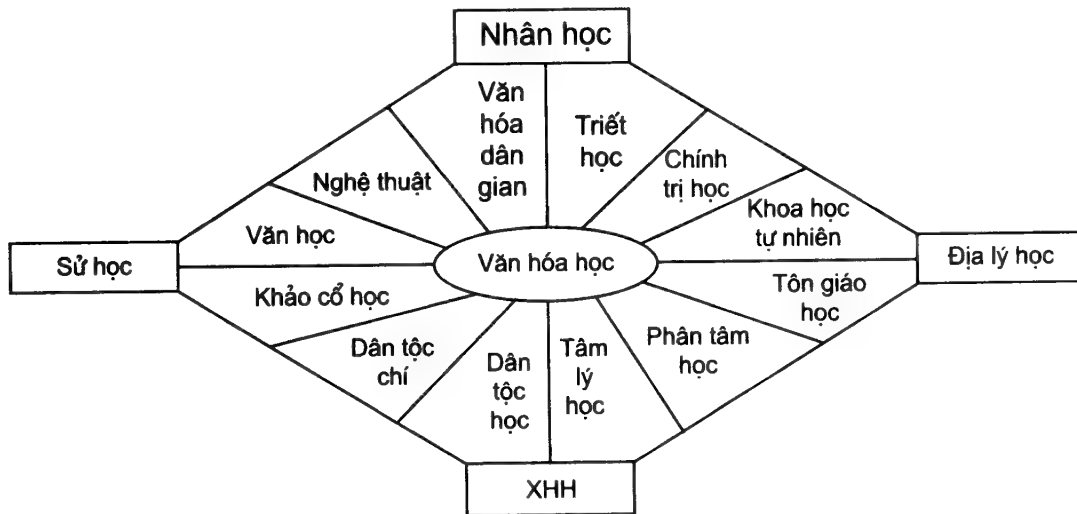 Nhân học
Văn
hóa
dân
gian
Triết
học
Nghệ thuật
Chính
trị học
Văn học
Khoa học
tự nhiên
Sử học
Văn hóa học
Địa lý học
Khảo cổ học
Tôn giáo
học
Dân tộc
chí
Dân
tộc
học
Tâm
lý
học
Phân tâm
học
XHH